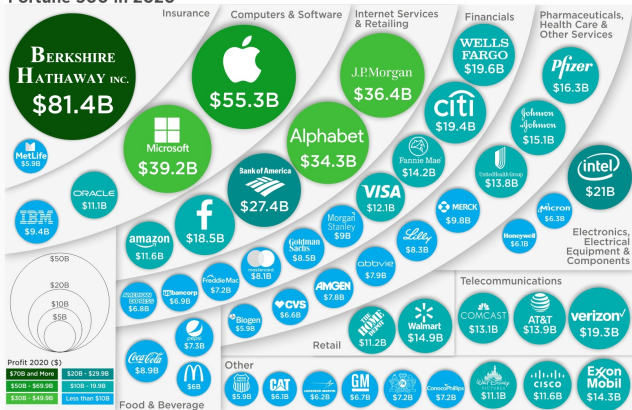 Fortune 500 in 2020
Insurance
Computers & Software
Internet Services
& Retailing
Financials
Pharmaceuticals,
Health Care &
Other Services
BERKSHIRE
HATHAWAY INC.
$81.4B
$55.3B
J.P.Morgan
$36.4B
WELLS
FARGO
$19.6B
Pfizer
$16.3B
MetLife
$5.9B
Microsoft
$39.2B
Alphabet
$34.3B
citi
$19.4B
Johnson
& Johnson
$15.1B
ORACLE
$11.1B
Bank of America
$27.4B
Fannie Mae
$14.2B
UnitedHealth Group
$13.8B
intel
$21B
IBM
$9.4B
amazon
$11.6B
f
$18.5B
Morgan
Stanley
$9B
VISA
$12.1B
MERCK
$9.8B
Micron
$6.3B
Honeywell
$6.1B
Electronics,
Electrical
Equipment &
Components
AMERICAN
EXPRESS
$6.8B
usbancorp
$6.9B
Freddie Mac
$7.2B
mastercard
$8.1B
Goldman
Sachs
$8.5B
abbvie
$7.9B
Lilly
$8.3B
Biogen
$5.9B
CVS
$6.6B
AMGEN
$7.8B
$50B
$20B
$10B
$5B
Profit 2020 ($)
$70B and More
$50B - $69.9B
$30B - $49.9B
$20B - $29.9B
$10B - 19.9B
Less than $10B
pepsi
$7.3B
Coca-Cola
$8.9B
$6B
Food & Beverage
Retail
THE
HOME
DEPOT
$11.2B
Walmart
$14.9B
Telecommunications
COMCAST
$13.1B
AT&T
$13.9B
verizon
$19.3B
Other
$5.9B
CAT
$6.1B
LOCKHEED MARTIN
$6.2B
GM
$6.7B
$7.2B
ConocoPhillips
$7.2B
WALT DISNEY
PICTURES
$11.1B
CISCO
$11.6B
Exxon
Mobil
$14.3B